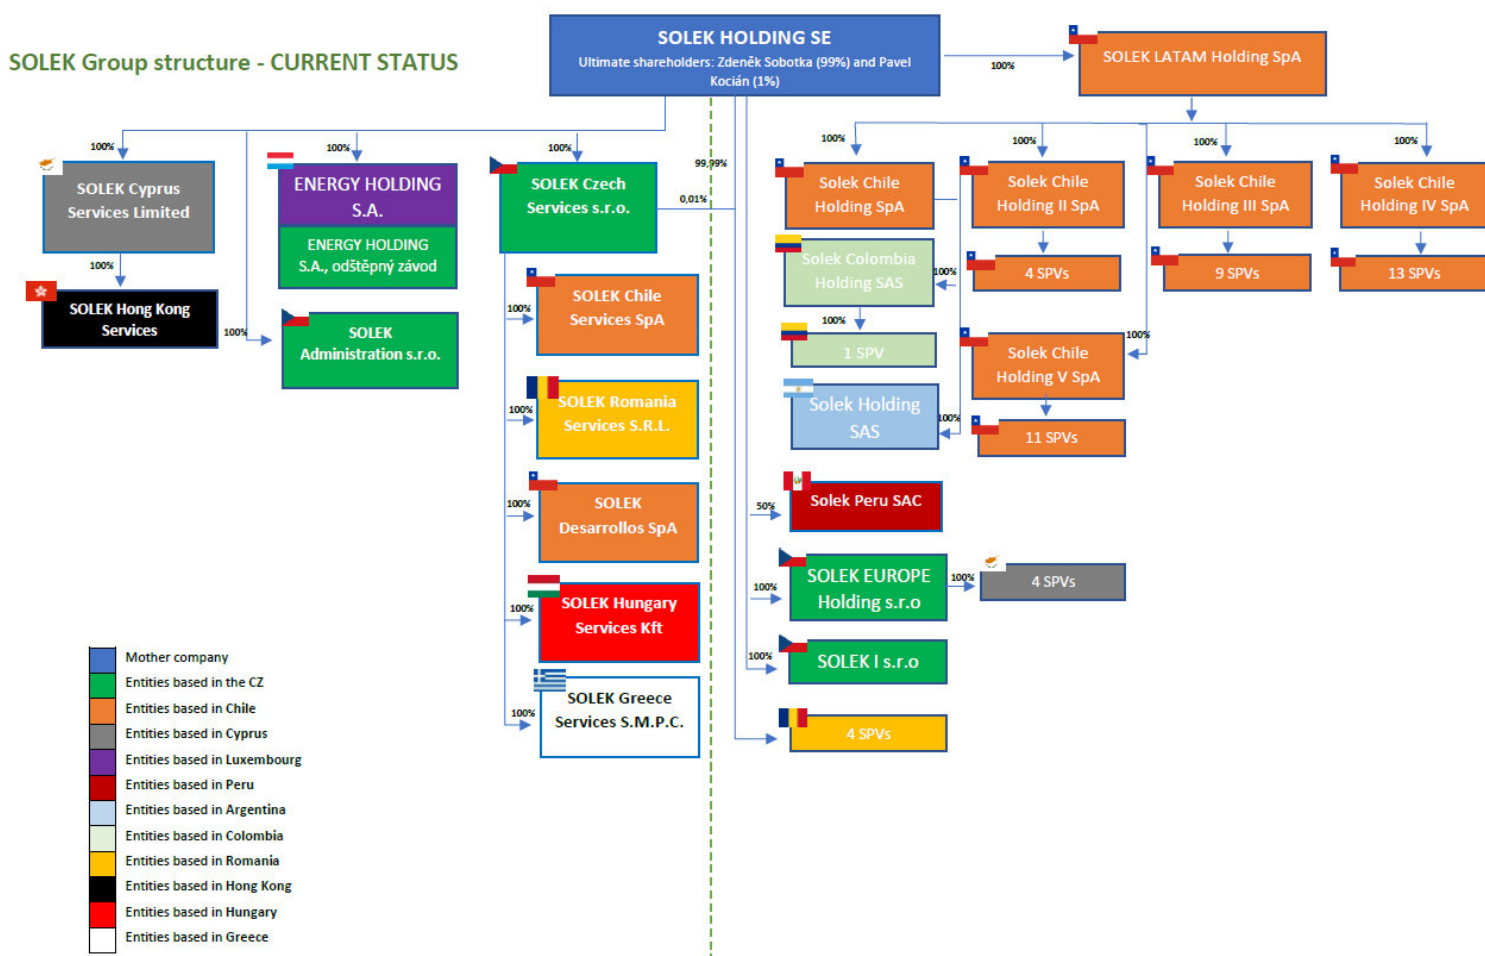 SOLEK Group structure - CURRENT STATUS
SOLEK HOLDING SE
Ultimate shareholders: Zdeněk Sobotka (99%) and Pavel
Kocián (1%)
100%
SOLEK LATAM Holding SpA
100%
SOLEK Cyprus
Services Limited
100%
SOLEK Hong Kong
Services
100%
ENERGY HOLDING
S.A.
ENERGY HOLDING
S.A., odštěpný závod
100%
SOLEK
Administration s.r.o.
100%
SOLEK Czech
Services s.r.o.
99,99%
0,01%
100%
SOLEK Chile
Services SpA
100%
SOLEK Romania
Services S.R.L.
100%
SOLEK
Desarrollos SpA
100%
SOLEK Hungary
Services Kft
100%
SOLEK Greece
Services S.M.P.C.
100%
Solek Chile
Holding SpA
100%
Solek Chile
Holding II SpA
100%
Solek Chile
Holding III SpA
100%
Solek Chile
Holding IV SpA
Solek Colombia
Holding SAS
100%
4 SPVs
9 SPVs
13 SPVs
100%
1 SPV
Solek Chile
Holding V SpA
100%
Solek Holding
SAS
100%
11 SPVs
50%
Solek Peru SAC
100%
SOLEK EUROPE
Holding s.r.o
100%
4 SPVs
100%
SOLEK I s.r.o
4 SPVs
Mother company
Entities based in the CZ
Entities based in Chile
Entities based in Cyprus
Entities based in Luxembourg
Entities based in Peru
Entities based in Argentina
Entities based in Colombia
Entities based in Romania
Entities based in Hong Kong
Entities based in Hungary
Entities based in Greece